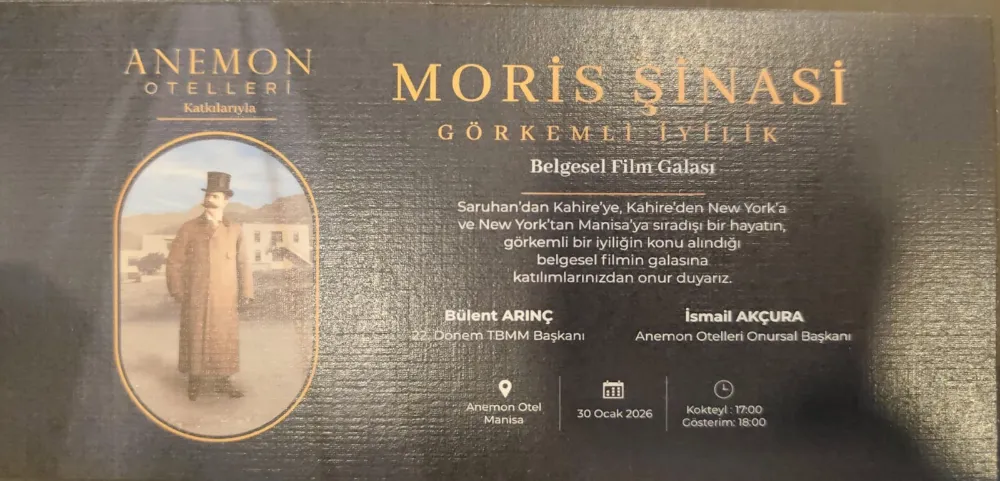 ANEMON
OTELLERİ
Katkılarıyla
MORİS ŞİNASİ
GÖRKEMLİ İYİLİK
Belgesel Film Galası
Saruhan'dan Kahire'ye, Kahire'den New York'a
ve New York'tan Manisa'ya sıradışı bir hayatın,
görkemli bir iyiliğin konu alındığı
belgesel filmin galasına
katılımlarınızdan onur duyarız.
Bülent ARINÇ
22. Dönem TBMM Başkanı
İsmail AKÇURA
Anemon Otelleri Onursal Başkanı
Anemon Otel
Manisa
30 Ocak 2026
Kokteyl : 17:00
Gösterim: 18:00